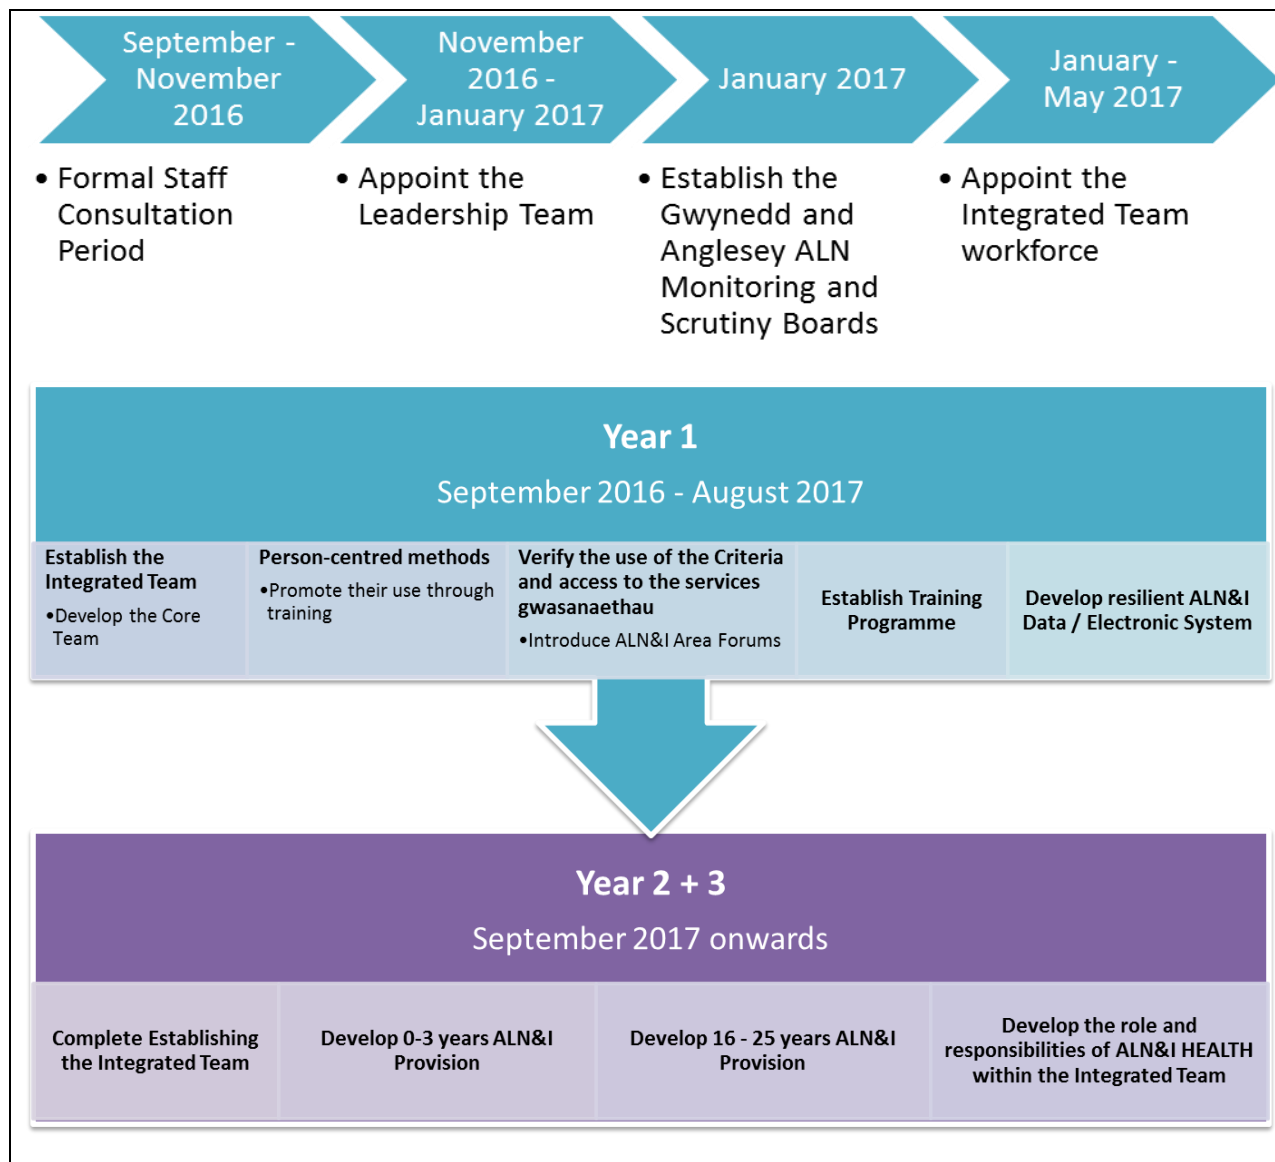 September -
November
2016
November
2016 -
January 2017
January 2017
January -
May 2017
• Formal Staff
Consultation
Period
• Appoint the
Leadership Team
• Establish the
Gwynedd and
Anglesey ALN
Monitoring and
Scrutiny Boards
• Appoint the
Integrated Team
workforce
Year 1
September 2016 - August 2017
Establish the
Integrated Team
•Develop the Core
Team
Person-centred methods
•Promote their use through
training
Verify the use of the Criteria
and access to the services
gwasanaethau
•Introduce ALN&I Area Forums
Establish Training
Programme
Develop resilient ALN&I
Data / Electronic System
Year 2 + 3
September 2017 onwards
Complete Establishing
the Integrated Team
Develop 0-3 years ALN&I
Provision
Develop 16 - 25 years ALN&I
Provision
Develop the role and
responsibilities of ALN&I HEALTH
within the Integrated Team